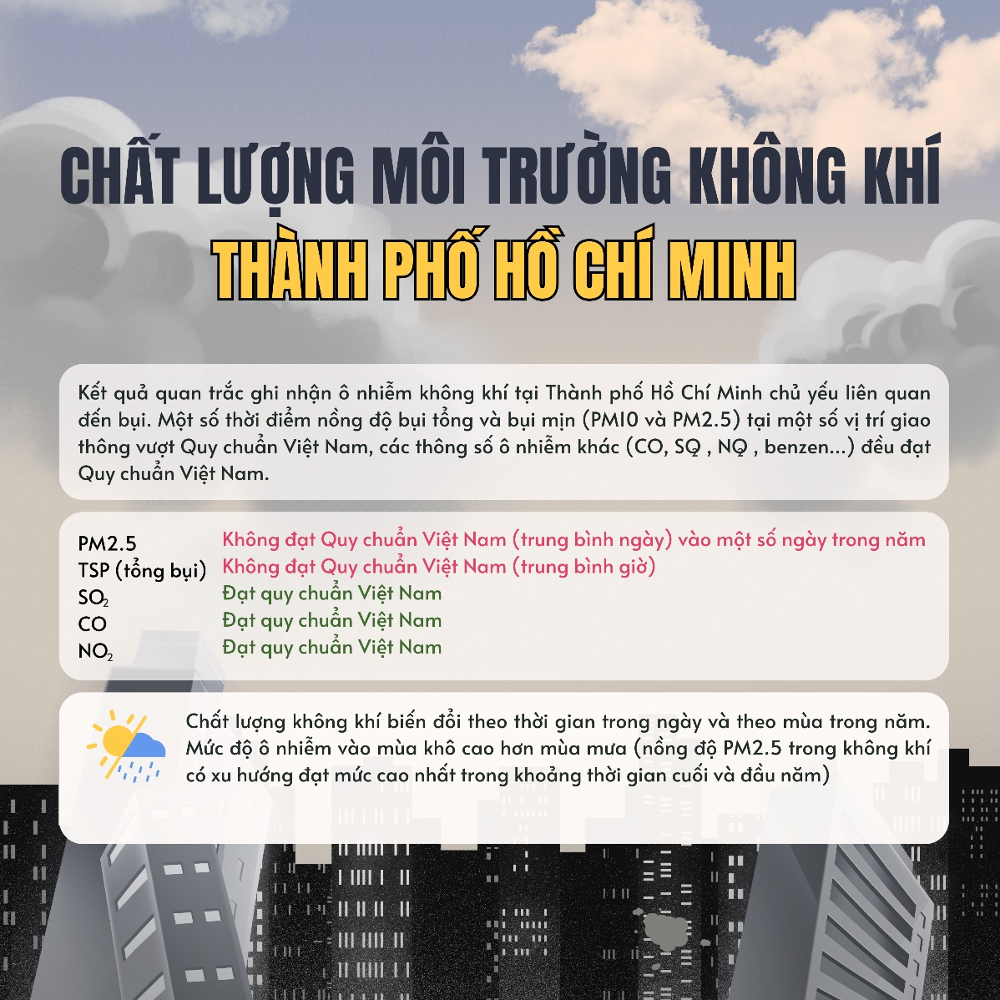 CHẤT LƯỢNG MÔI TRƯỜNG KHÔNG KHÍ
THÀNH PHỐ HỒ CHÍ MINH
Kết quả quan trắc ghi nhận ô nhiễm không khí tại Thành phố Hồ Chí Minh chủ yếu liên quan
đến bụi. Một số thời điểm nồng độ bụi tổng và bụi mịn (PM10 và PM2.5) tại một số vị trí giao
thông vượt Quy chuẩn Việt Nam, các thông số ô nhiễm khác (CO, SO₂ , NO₂ , benzen...) đều đạt
Quy chuẩn Việt Nam.
PM2.5 Không đạt Quy chuẩn Việt Nam (trung bình ngày) vào một số ngày trong năm
TSP (tổng bụi) Không đạt Quy chuẩn Việt Nam (trung bình giờ)
SO₂ Đạt quy chuẩn Việt Nam
CO Đạt quy chuẩn Việt Nam
NO₂ Đạt quy chuẩn Việt Nam
Chất lượng không khí biến đổi theo thời gian trong ngày và theo mùa trong năm.
Mức độ ô nhiễm vào mùa khô cao hơn mùa mưa (nồng độ PM2.5 trong không khí
có xu hướng đạt mức cao nhất trong khoảng thời gian cuối và đầu năm)